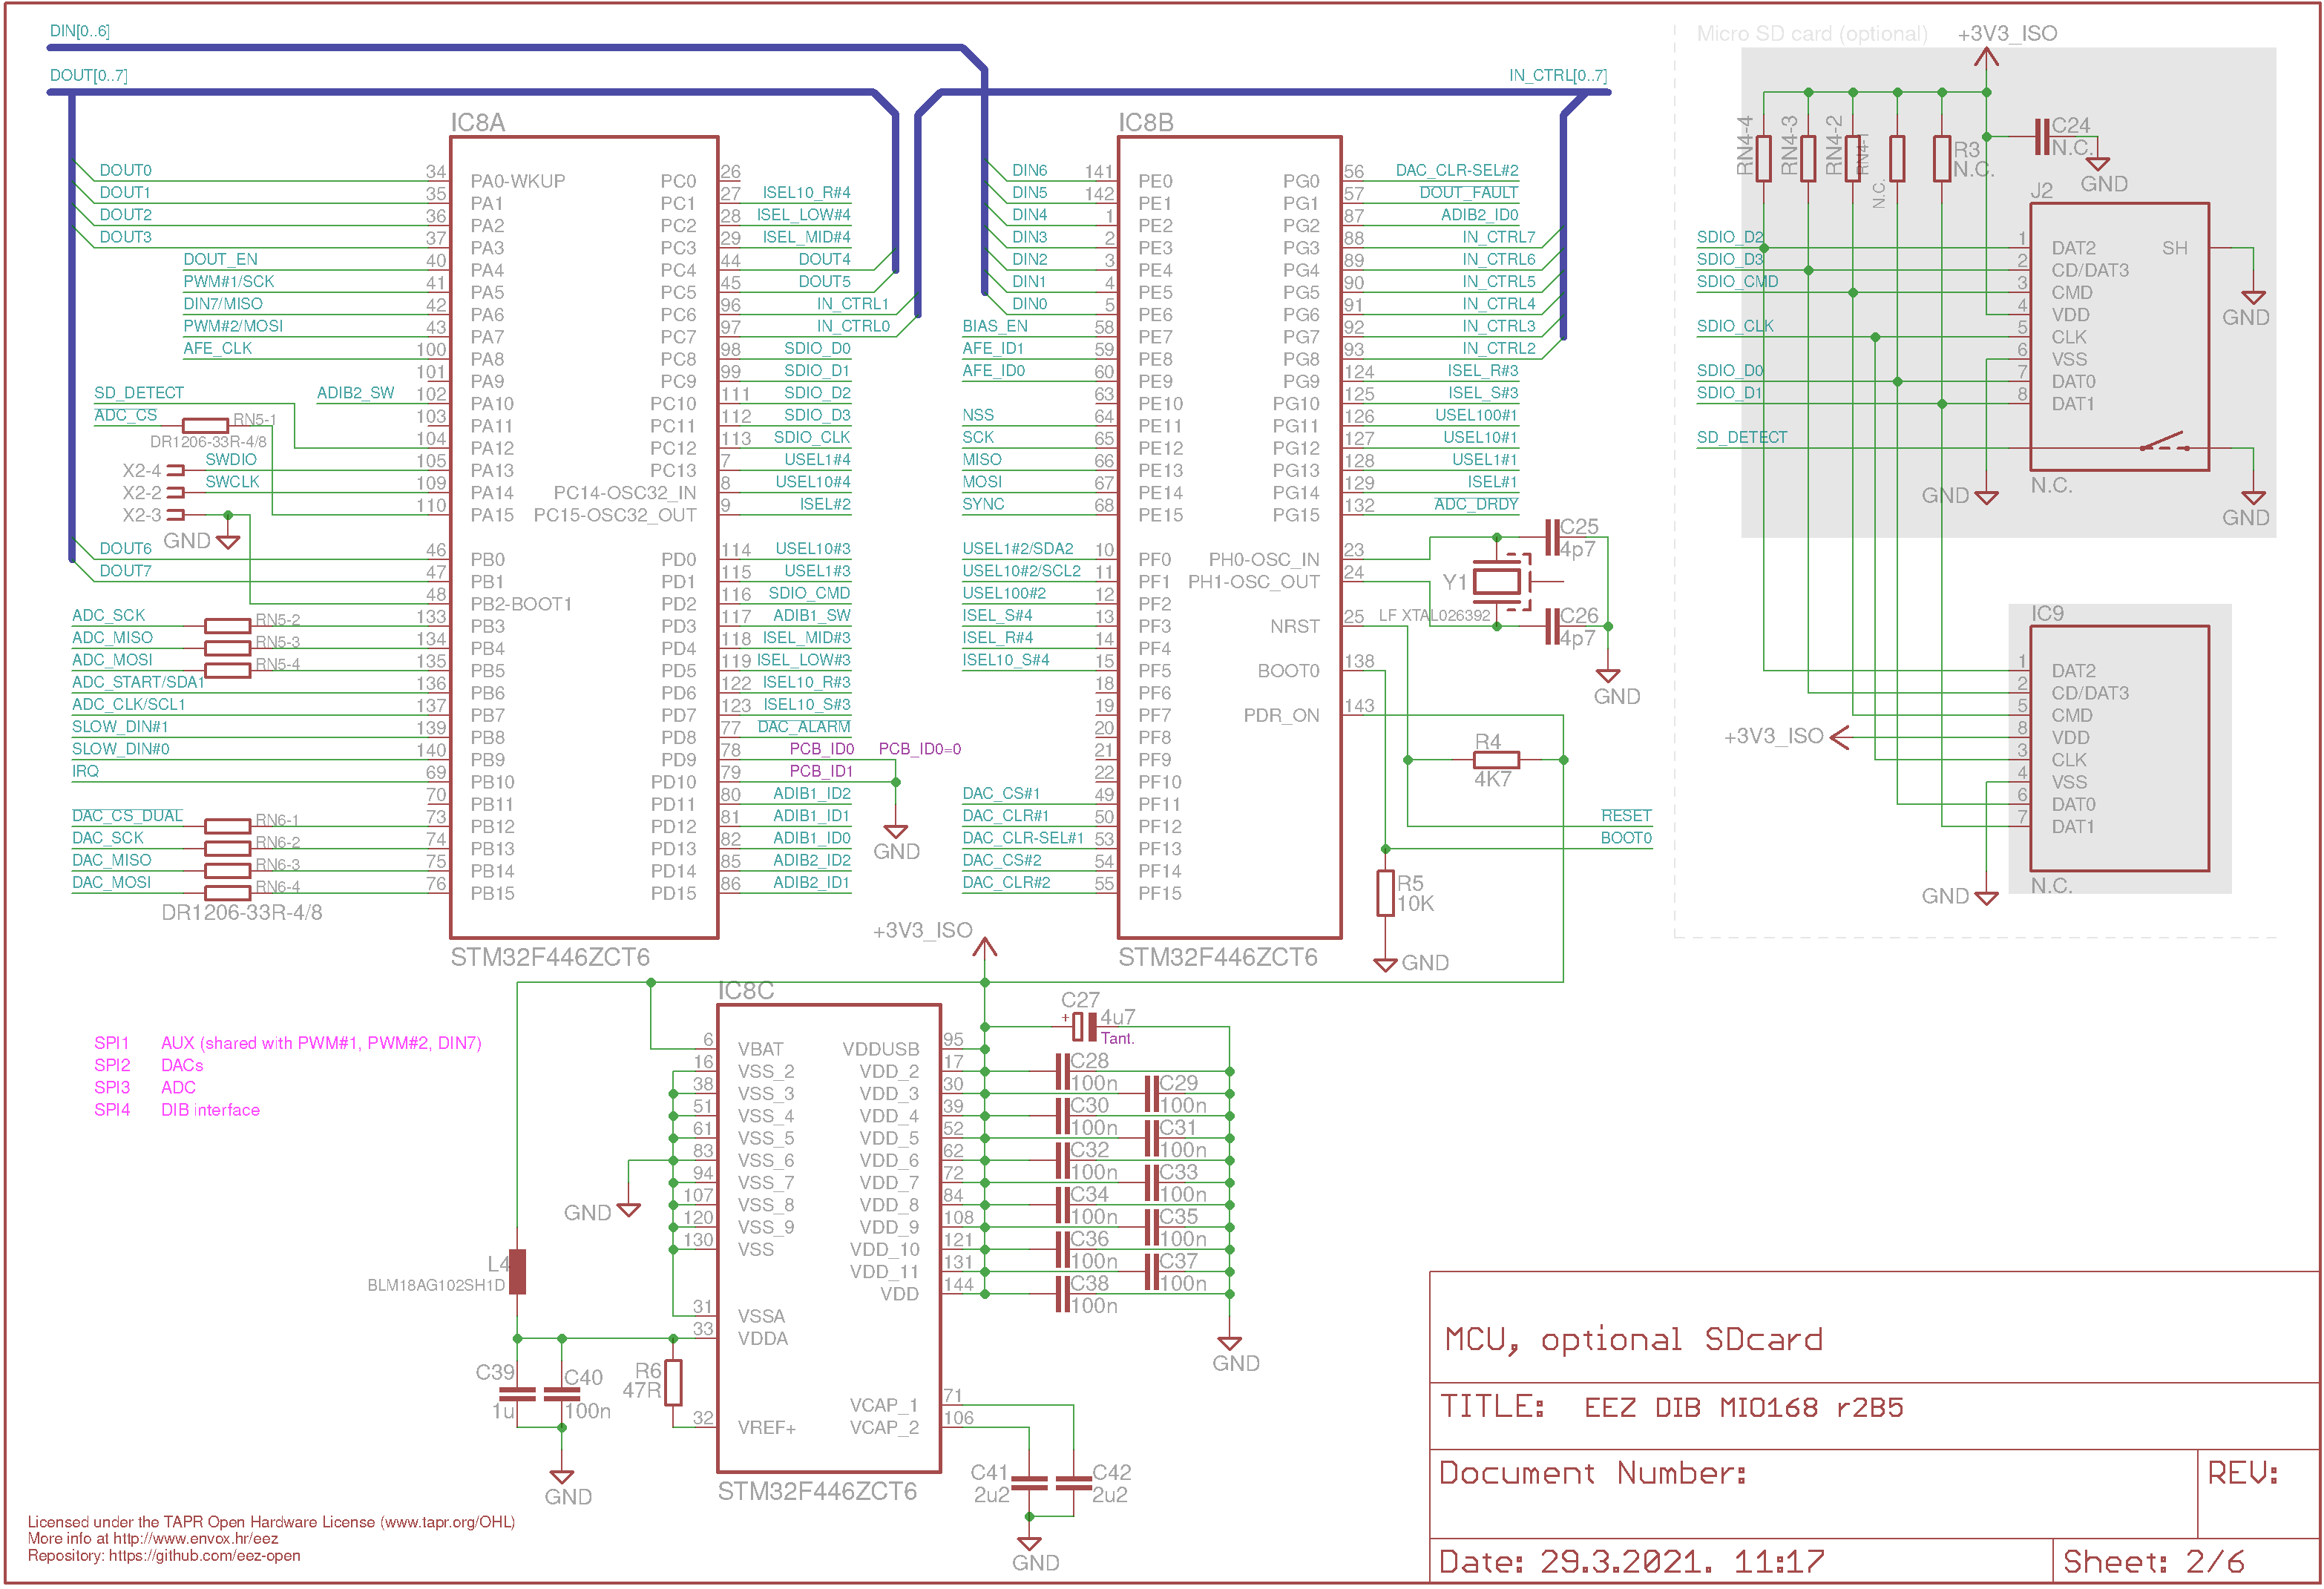 DIN[0..6]
DOUT[0..7]
IN_CTRL[0..7]
Micro SD card (optional)
+3V3_ISO
IC8A
DOUT0 34 PA0-WKUP PC0 26
DOUT1 35 PA1 PC1 27 ISEL10_R#4
DOUT2 36 PA2 PC2 28 ISEL_LOW#4
DOUT3 37 PA3 PC3 29 ISEL_MID#4
DOUT_EN 40 PA4 PC4 44 DOUT4
PWM#1/SCK 41 PA5 PC5 45 DOUT5
DIN7/MISO 42 PA6 PC6 96 IN_CTRL1
PWM#2/MOSI 43 PA7 PC7 97 IN_CTRL0
AFE_CLK 100 PA8 PC8 98 SDIO_D0
101 PA9 PC9 99 SDIO_D1
SD_DETECT ADIB2_SW 102 PA10 PC10 111 SDIO_D2
ADC_CS RN5-1 103 PA11 PC11 112 SDIO_D3
DR1206-33R-4/8 104 PA12 PC12 113 SDIO_CLK
X2-4 SWDIO 105 PA13 PC13 7 USEL1#4
X2-2 SWCLK 109 PA14 PC14-OSC32_IN 8 USEL10#4
X2-3 110 PA15 PC15-OSC32_OUT 9 ISEL#2
GND
DOUT6 46 PB0 PD0 114 USEL10#3
DOUT7 47 PB1 PD1 115 USEL1#3
48 PB2-BOOT1 PD2 116 SDIO_CMD
ADC_SCK RN5-2 133 PB3 PD3 117 ADIB1_SW
ADC_MISO RN5-3 134 PB4 PD4 118 ISEL_MID#3
ADC_MOSI RN5-4 135 PB5 PD5 119 ISEL_LOW#3
ADC_START/SDA1 136 PB6 PD6 122 ISEL10_R#3
ADC_CLK/SCL1 137 PB7 PD7 123 ISEL10_S#3
SLOW_DIN#1 139 PB8 PD8 77 DAC_ALARM
SLOW_DIN#0 140 PB9 PD9 78 PCB_ID0 PCB_ID0=0
IRQ 69 PB10 PD10 79 PCB_ID1
70 PB11 PD11 80 ADIB1_ID2
DAC_CS_DUAL RN6-1 73 PB12 PD12 81 ADIB1_ID1
DAC_SCK RN6-2 74 PB13 PD13 82 ADIB1_ID0
DAC_MISO RN6-3 75 PB14 PD14 85 ADIB2_ID2
DAC_MOSI RN6-4 76 PB15 PD15 86 ADIB2_ID1
GND
DR1206-33R-4/8
STM32F446ZCT6
IC8B
DIN6 141 PE0 PG0 56 DAC_CLR-SEL#2
DIN5 142 PE1 PG1 57 DOUT_FAULT
DIN4 1 PE2 PG2 87 ADIB2_ID0
DIN3 2 PE3 PG3 88 IN_CTRL7
DIN2 3 PE4 PG4 89 IN_CTRL6
DIN1 4 PE5 PG5 90 IN_CTRL5
DIN0 5 PE6 PG6 91 IN_CTRL4
BIAS_EN 58 PE7 PG7 92 IN_CTRL3
AFE_ID1 59 PE8 PG8 93 IN_CTRL2
AFE_ID0 60 PE9 PG9 124 ISEL_R#3
63 PE10 PG10 125 ISEL_S#3
NSS 64 PE11 PG11 126 USEL100#1
SCK 65 PE12 PG12 127 USEL10#1
MISO 66 PE13 PG13 128 USEL1#1
MOSI 67 PE14 PG14 129 ISEL#1
SYNC 68 PE15 PG15 132 ADC_DRDY
USEL1#2/SDA2 10 PF0 PH0-OSC_IN 23
USEL10#2/SCL2 11 PF1 PH1-OSC_OUT 24
USEL100#2 12 PF2
ISEL_S#4 13 PF3 NRST 25
ISEL_R#4 14 PF4
ISEL10_S#4 15 PF5 BOOT0 138
18 PF6
19 PF7 PDR_ON 143
20 PF8
21 PF9
22 PF10
DAC_CS#1 49 PF11
DAC_CLR#1 50 PF12
DAC_CLR-SEL#1 53 PF13
DAC_CS#2 54 PF14
DAC_CLR#2 55 PF15
STM32F446ZCT6
C25
4p7
Y1
LF XTAL026392
C26
4p7
GND
R4
4K7
RESET
BOOT0
R5
10K
GND
RN4-4
RN4-3
RN4-2
RN4-1
N.C.
R3
N.C.
C24
N.C.
GND
J2
SDIO_D2 1 DAT2 SH
SDIO_D3 2 CD/DAT3
SDIO_CMD 3 CMD
4 VDD
GND
SDIO_CLK 5 CLK
6 VSS
SDIO_D0 7 DAT0
SDIO_D1 8 DAT1
SD_DETECT
GND
N.C.
GND
IC9
1 DAT2
2 CD/DAT3
5 CMD
+3V3_ISO 8 VDD
3 CLK
4 VSS
6 DAT0
7 DAT1
GND
N.C.
+3V3_ISO
IC8C
6 VBAT VDDUSB 95
16 VSS_2 VDD_2 17
38 VSS_3 VDD_3 30
51 VSS_4 VDD_4 39
61 VSS_5 VDD_5 52
83 VSS_6 VDD_6 62
94 VSS_7 VDD_7 72
107 VSS_8 VDD_8 84
120 VSS_9 VDD_9 108
130 VSS VDD_10 121
VDD_11 131
VDD 144
31 VSSA
33 VDDA
VCAP_1 71
32 VREF+ VCAP_2 106
STM32F446ZCT6
C27
+ 4u7
Tant.
C28
100n
C29
100n
C30
100n
C31
100n
C32
100n
C33
100n
C34
100n
C35
100n
C36
100n
C37
100n
C38
100n
GND
GND
L4
BLM18AG102SH1D
C39
1u
C40
100n
R6
47R
GND
C41
2u2
C42
2u2
GND
SPI1 AUX (shared with PWM#1, PWM#2, DIN7)
SPI2 DACs
SPI3 ADC
SPI4 DIB interface
MCU, optional SDcard
TITLE: EEZ DIB MIO168 r2B5
Document Number:
REV:
Date: 29.3.2021. 11:17
Sheet: 2/6
Licensed under the TAPR Open Hardware License (www.tapr.org/OHL)
More info at http://www.envox.hr/eez
Repository: https://github.com/eez-open